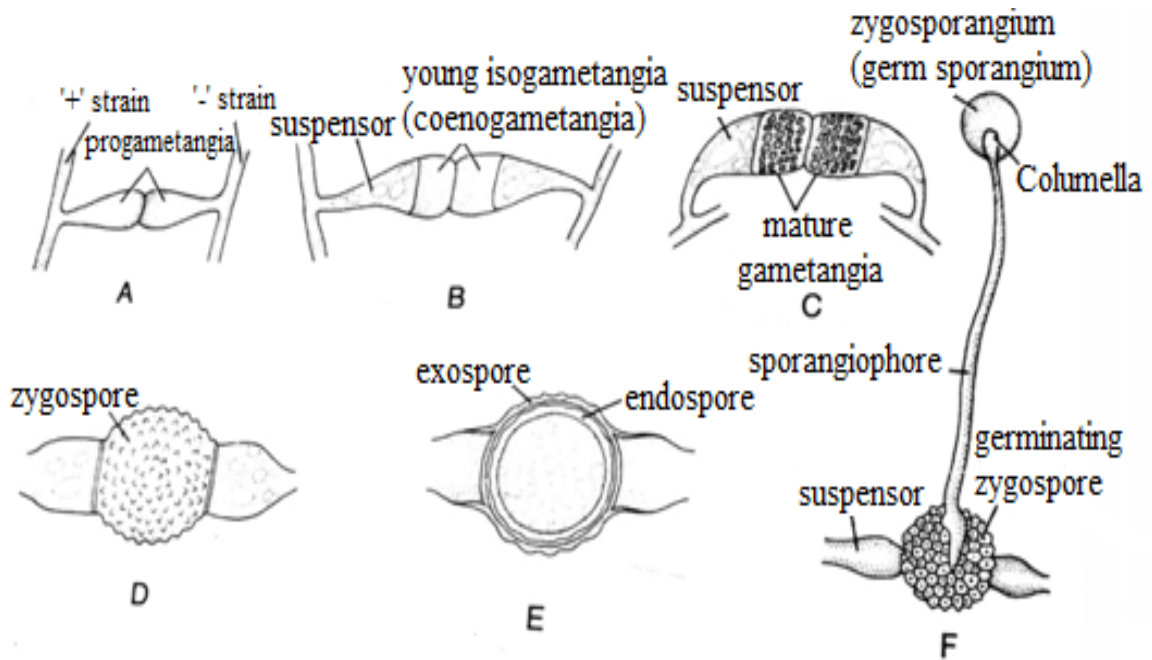 '+' strain
'-' strain
progametangia
A
suspensor
young isogametangia
(coenogametangia)
B
suspensor
mature
gametangia
C
zygosporangium
(germ sporangium)
Columella
sporangiophore
germinating
zygospore
suspensor
F
zygospore
D
exospore
endospore
E